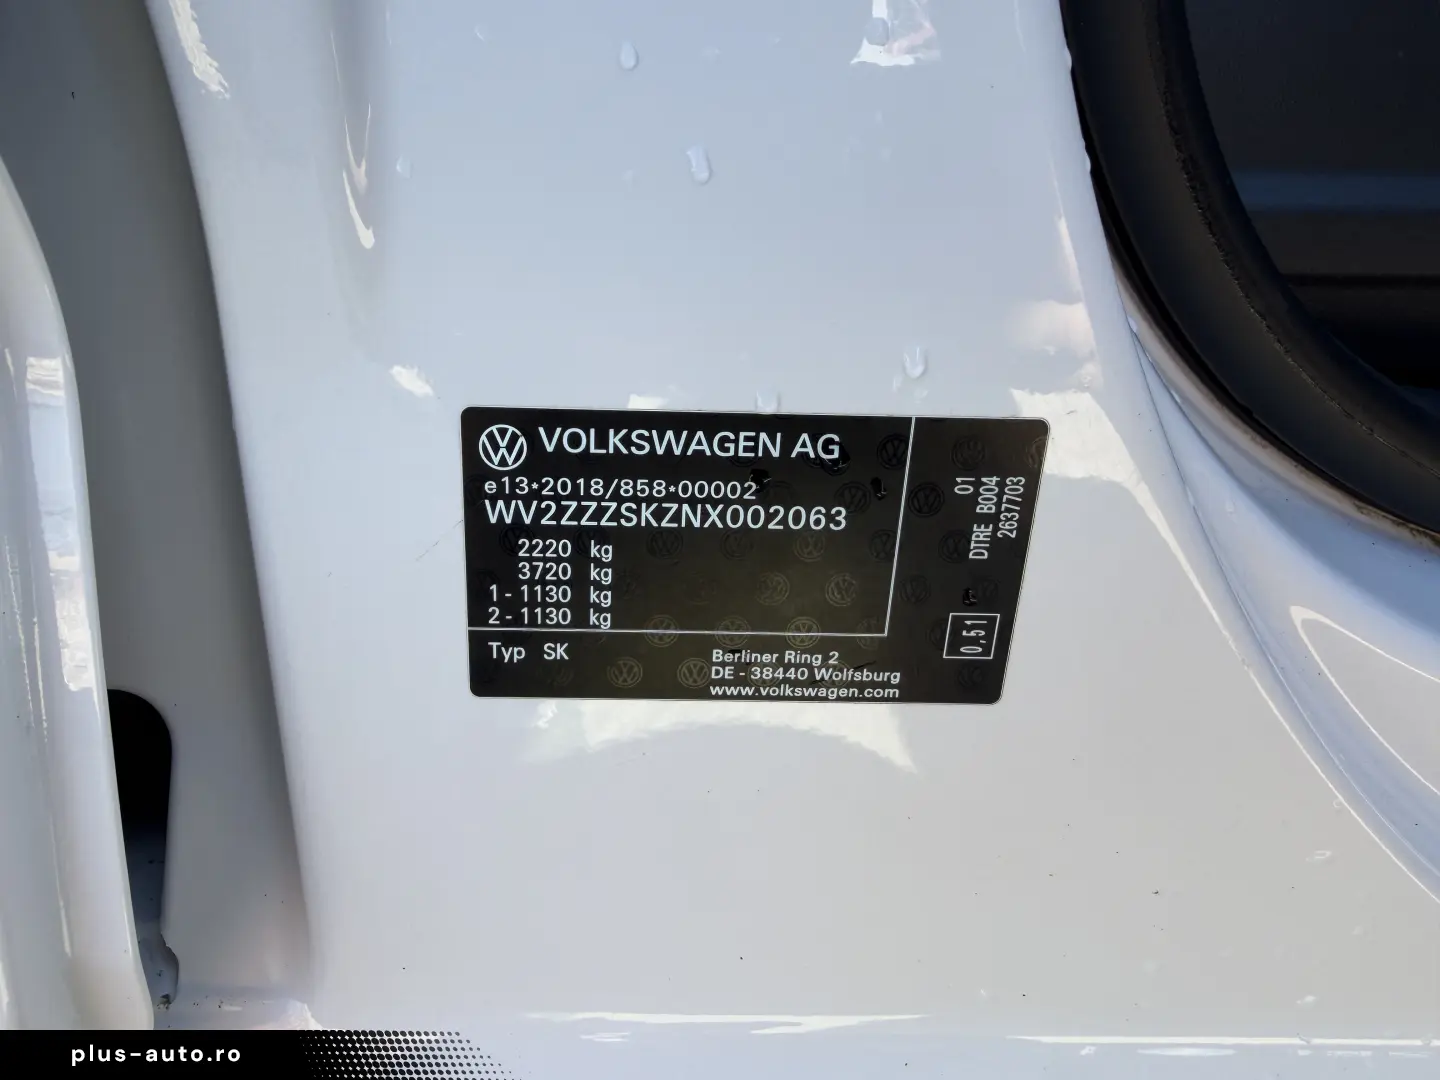 VOLKSWAGEN AG
e13*2018/858*00002
WV2ZZZSKZNX002063
2220 kg
3720 kg
1 - 1130 kg
2 - 1130 kg
Typ SK
Berliner Ring 2
DE - 38440 Wolfsburg
www.volkswagen.com
01
DTRE B004
2637703
0,51
plus-auto.ro